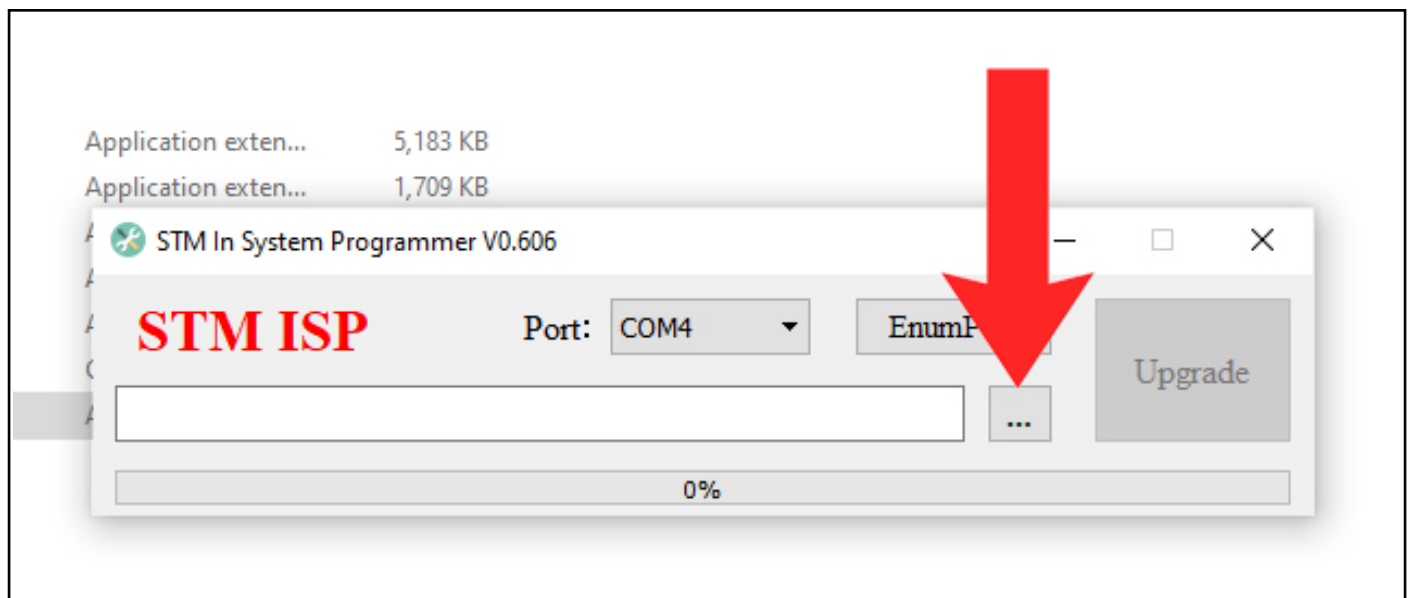 Application exten... 5,183 KB
Application exten... 1,709 KB
STM In System Programmer V0.606
STM ISP Port: COM4
Upgrade
...
0%